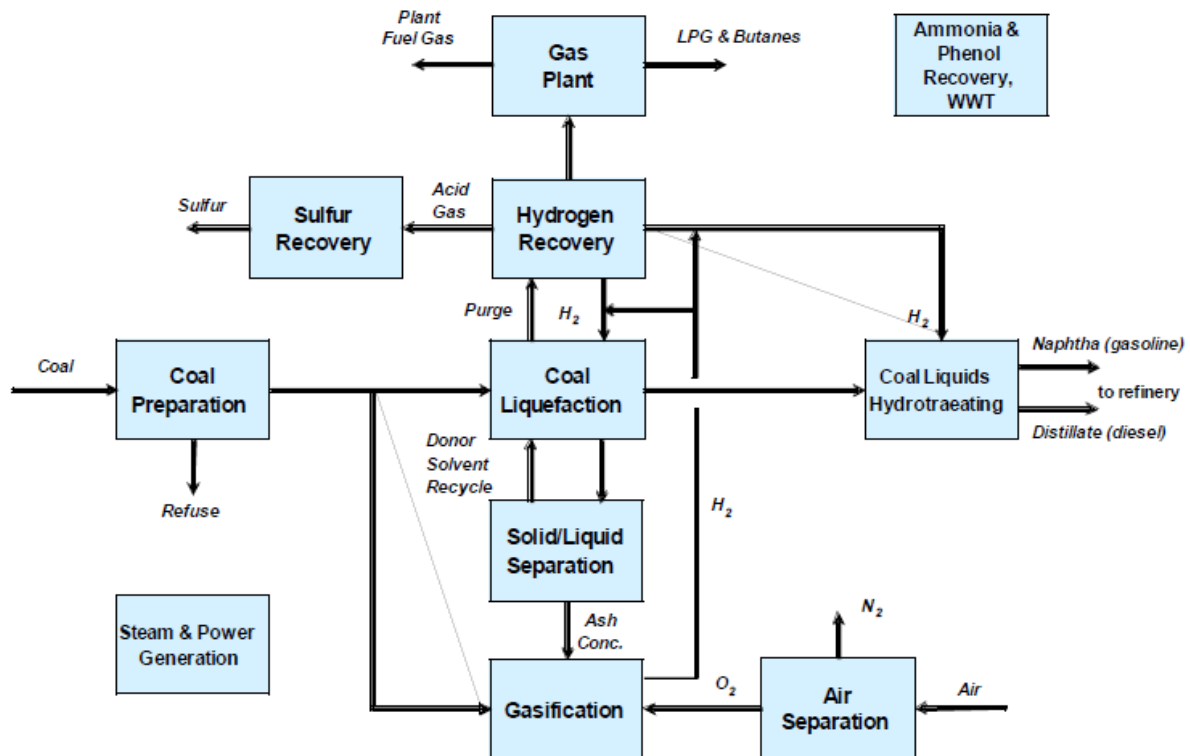 Plant
Fuel Gas
Gas
Plant
LPG & Butanes
Ammonia &
Phenol
Recovery,
WWT
Sulfur
Sulfur
Recovery
Acid
Gas
Hydrogen
Recovery
Purge
H2
H2
Coal
Coal
Preparation
Coal
Liquefaction
Coal Liquids
Hydrotraeating
Naphtha (gasoline)
to refinery
Distillate (diesel)
Refuse
Donor
Solvent
Recycle
H2
Solid/Liquid
Separation
Steam & Power
Generation
Ash
Conc.
N2
Gasification
O2
Air
Separation
Air